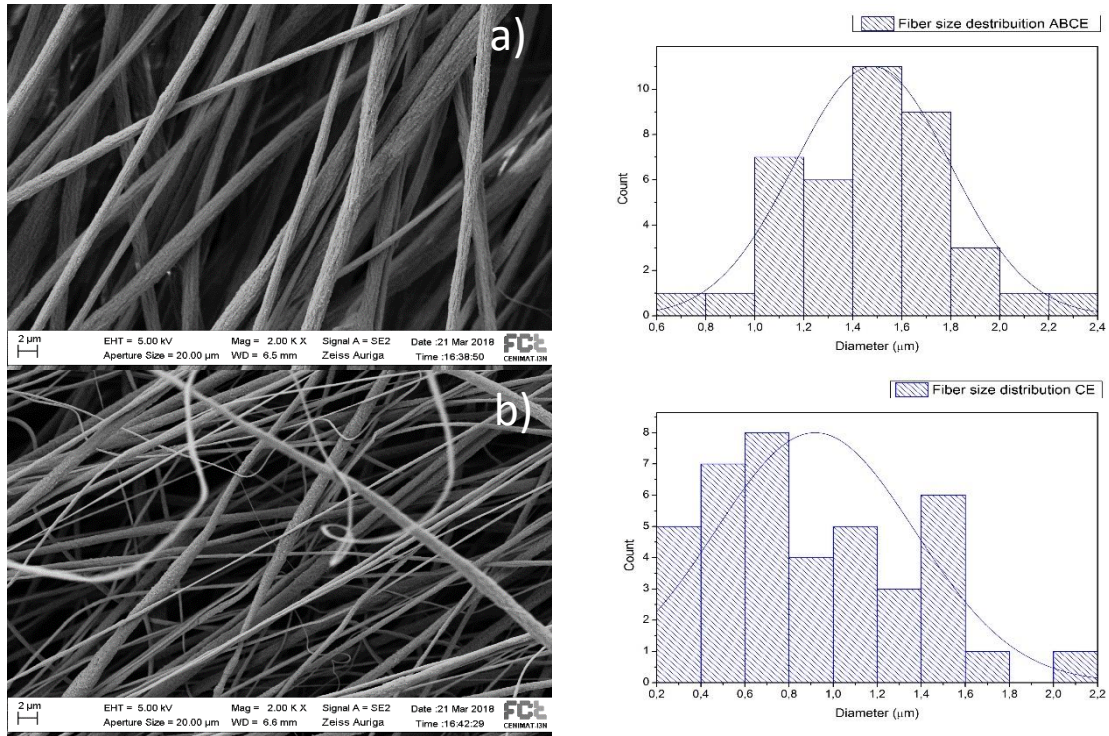 a)
2 µm
EHT = 5.00 kV
Mag = 2.00 K X
Signal A = SE2
Date :21 Mar 2018
Aperture Size = 20.00 µm
WD = 6.5 mm
Zeiss Auriga
Time :16:38:50
FCt
CENIMAT-I3N
Fiber size destribuition ABCE
Count
10
8
6
4
2
0
0,6 0,8 1,0 1,2 1,4 1,6 1,8 2,0 2,2 2,4
Diameter (µm)
b)
2 µm
EHT = 5.00 kV
Mag = 2.00 K X
Signal A = SE2
Date :21 Mar 2018
Aperture Size = 20.00 µm
WD = 6.6 mm
Zeiss Auriga
Time :16:42:29
FCt
CENIMAT-I3N
Fiber size distribution CE
Count
8
7
6
5
4
3
2
1
0
0,2 0,4 0,6 0,8 1,0 1,2 1,4 1,6 1,8 2,0 2,2
Diameter (µm)